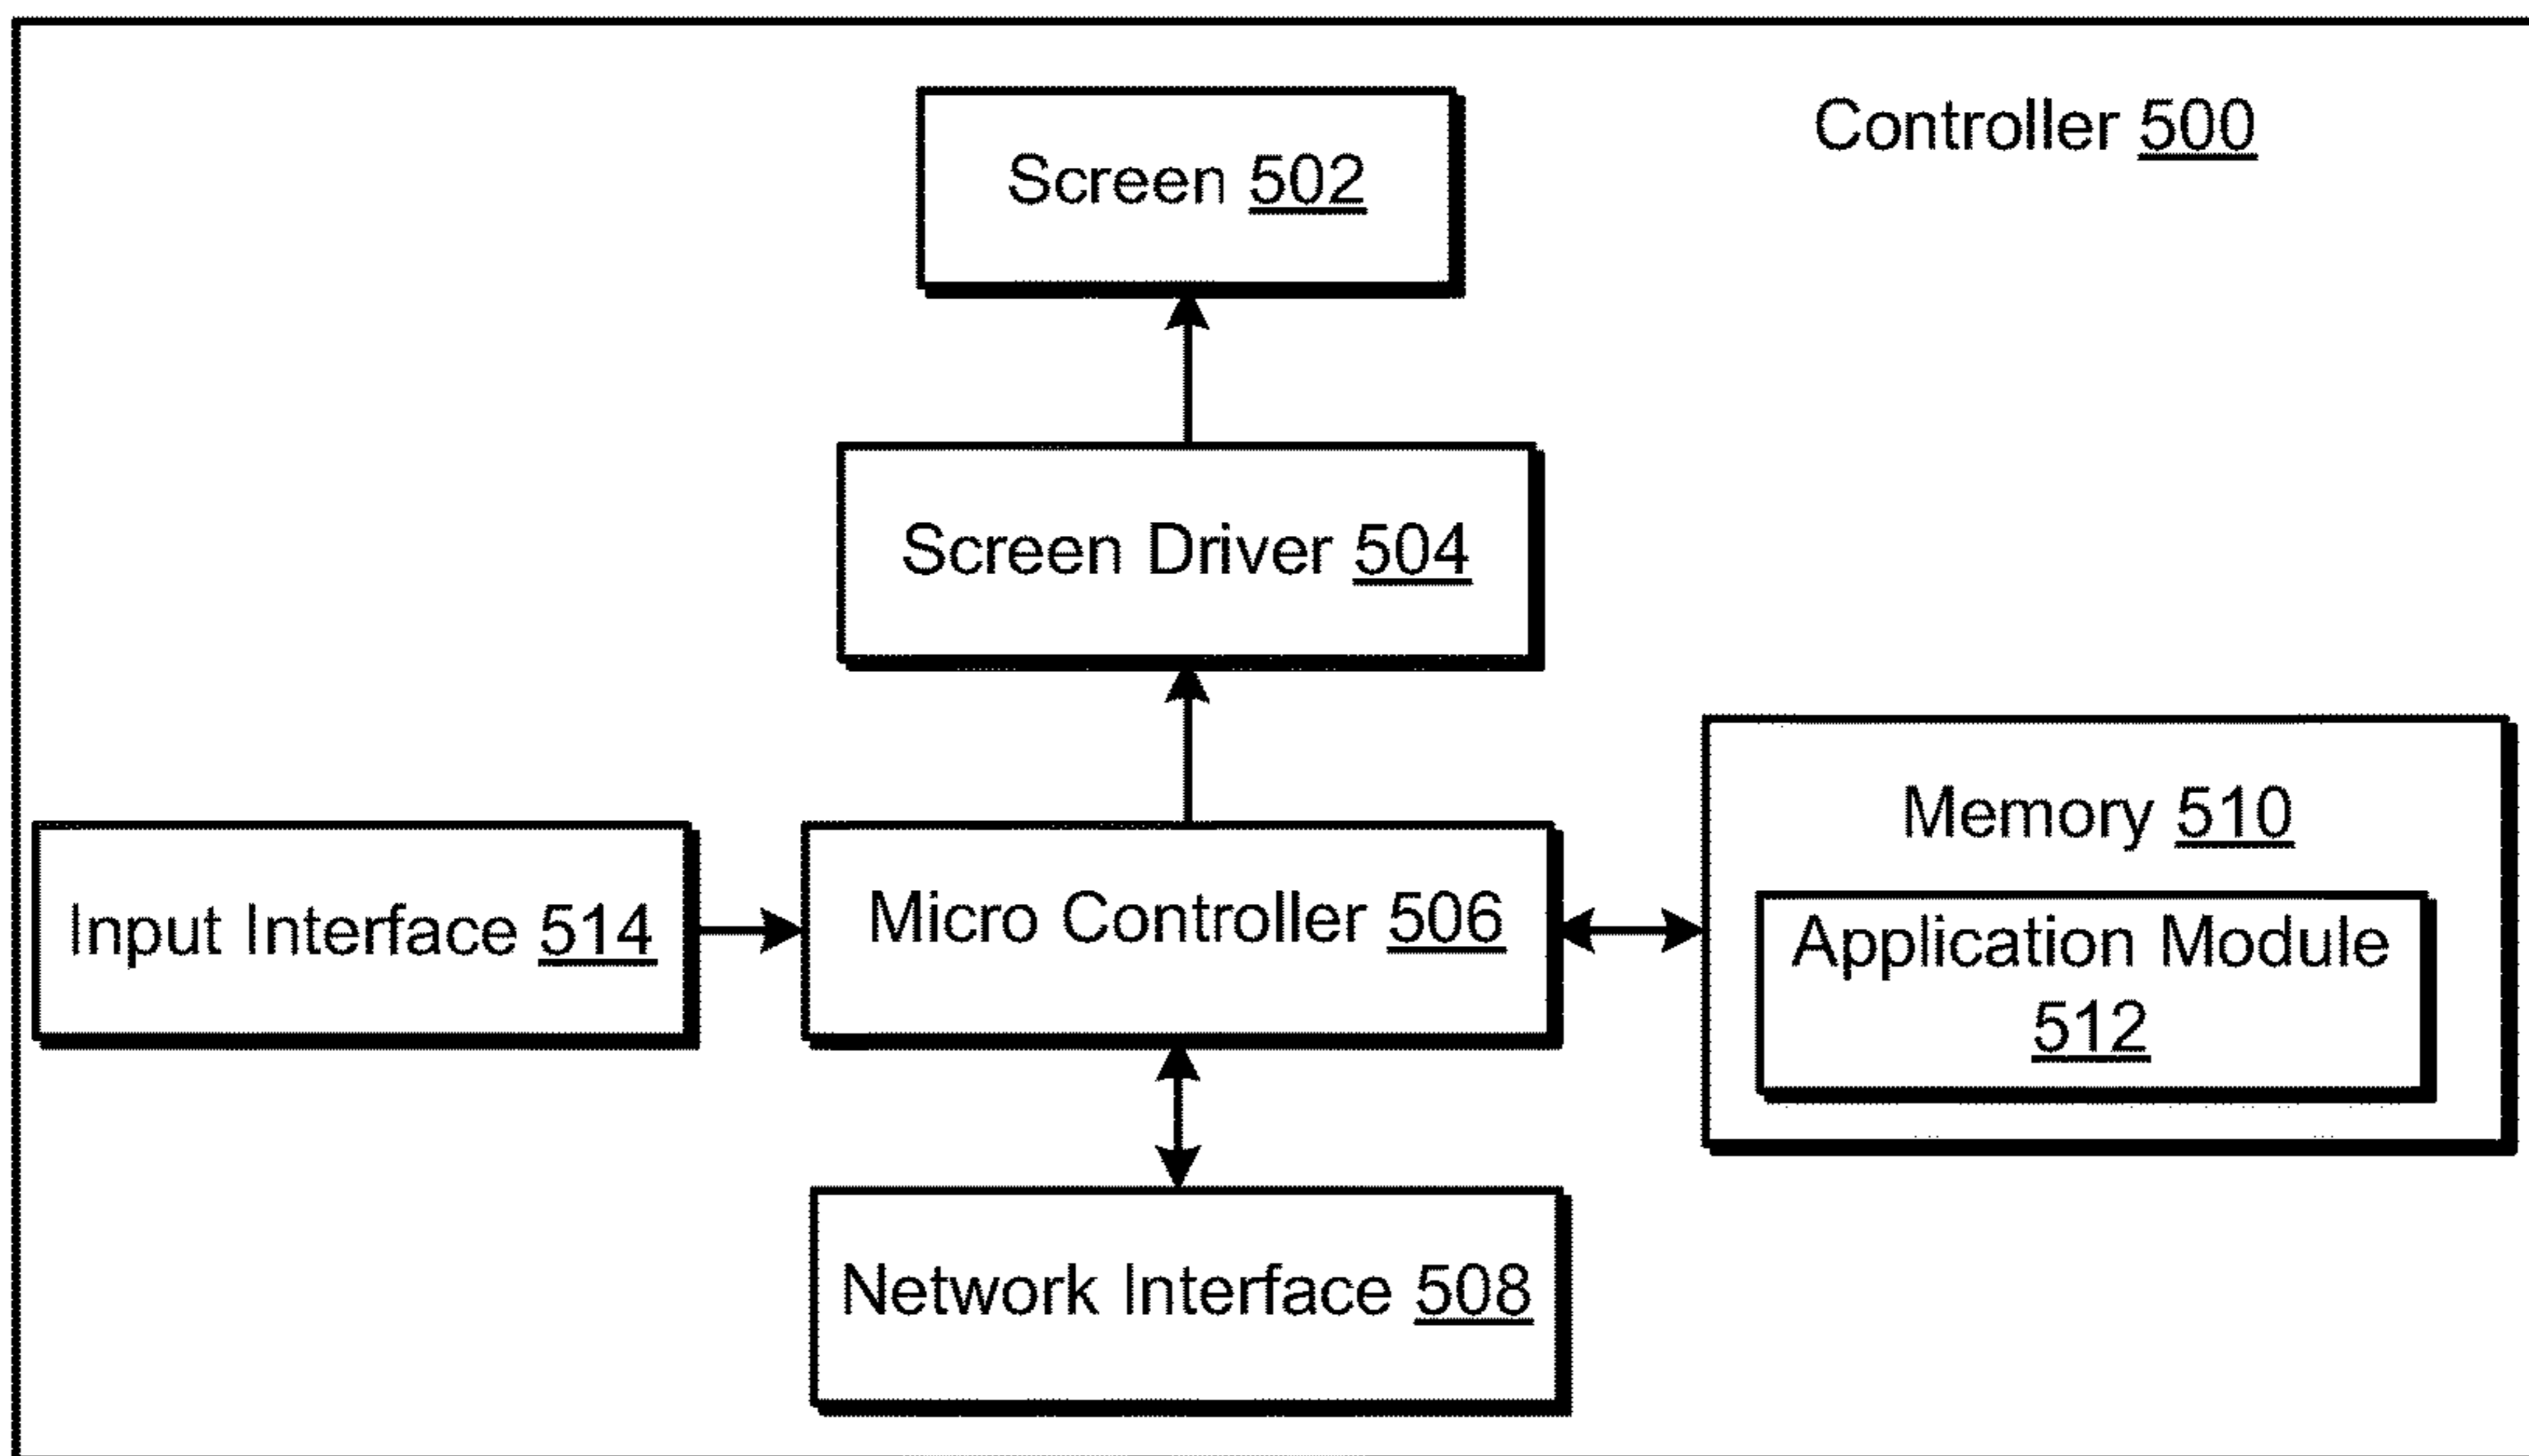 Controller 500
Screen 502
Screen Driver 504
Input Interface 514
Micro Controller 506
Memory 510
Application Module
512
Network Interface 508